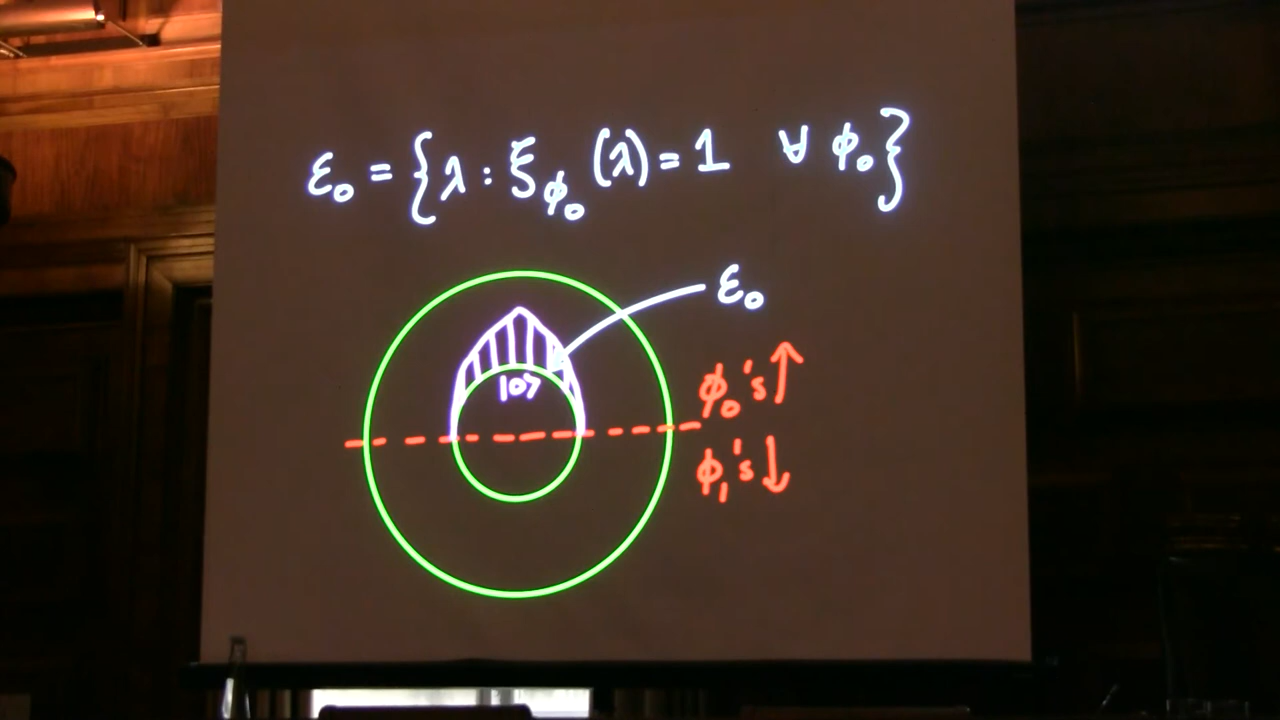 ε₀ = {λ : ξ_ϕ₀ (λ) = 1 ∀ ϕ₀}
ε₀
|0>
ϕ₀'s ↑
ϕ₁'s ↓